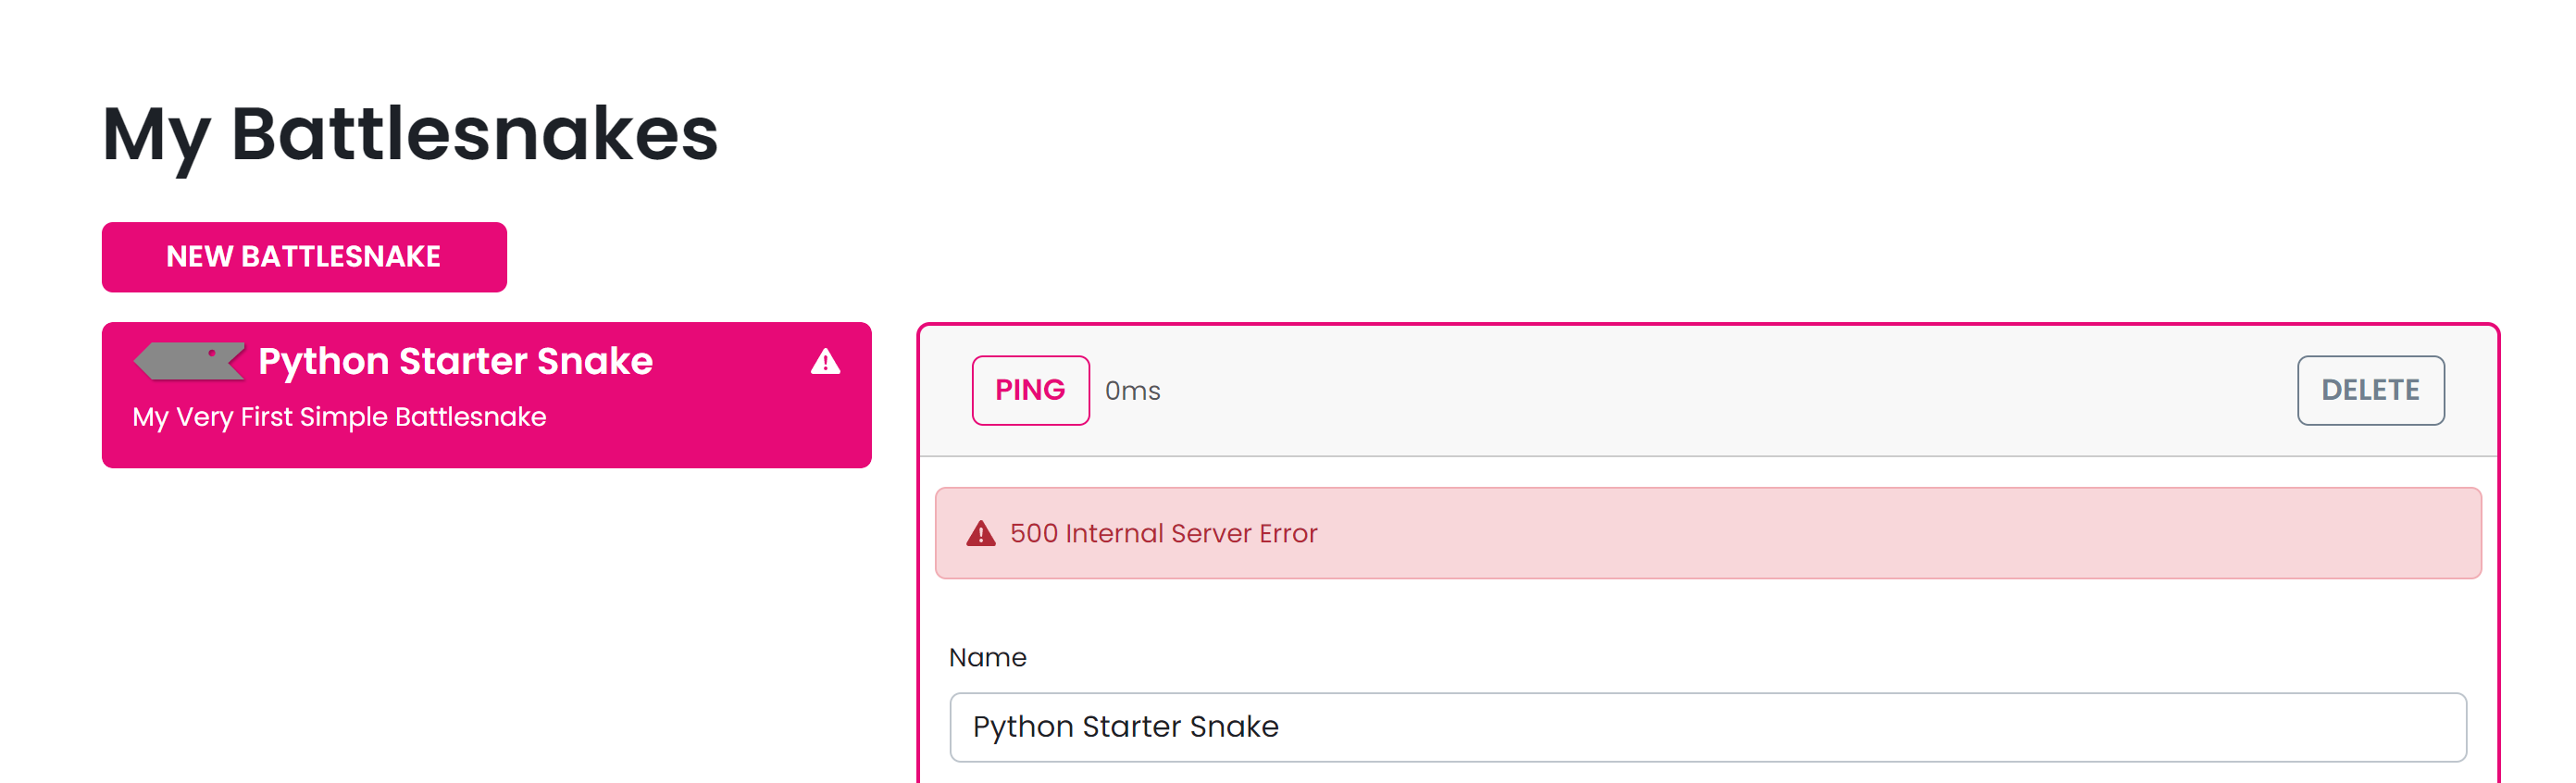 My Battlesnakes
NEW BATTLESNAKE
Python Starter Snake
My Very First Simple Battlesnake
PING 0ms DELETE
500 Internal Server Error
Name
Python Starter Snake